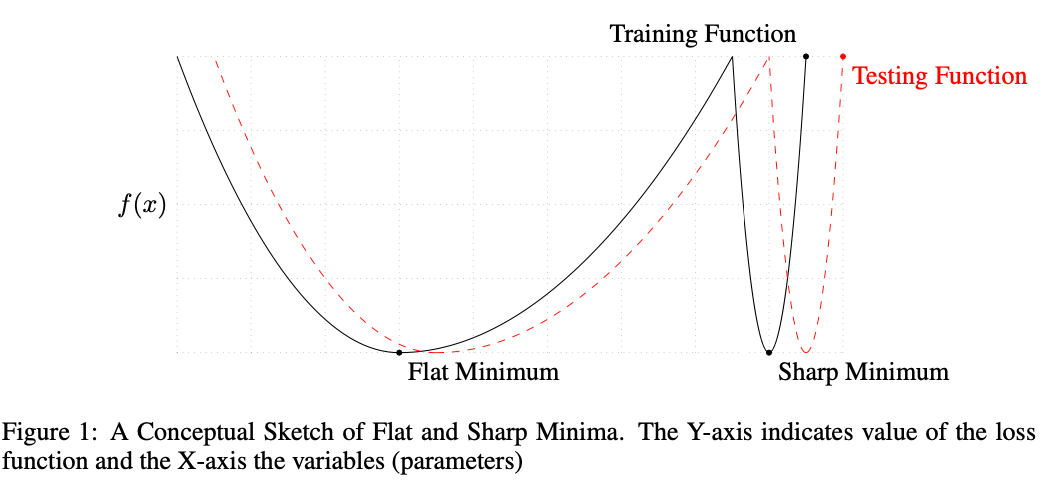 Training Function
Testing Function
f(x)
Flat Minimum
Sharp Minimum
Figure 1: A Conceptual Sketch of Flat and Sharp Minima. The Y-axis indicates value of the loss
function and the X-axis the variables (parameters)